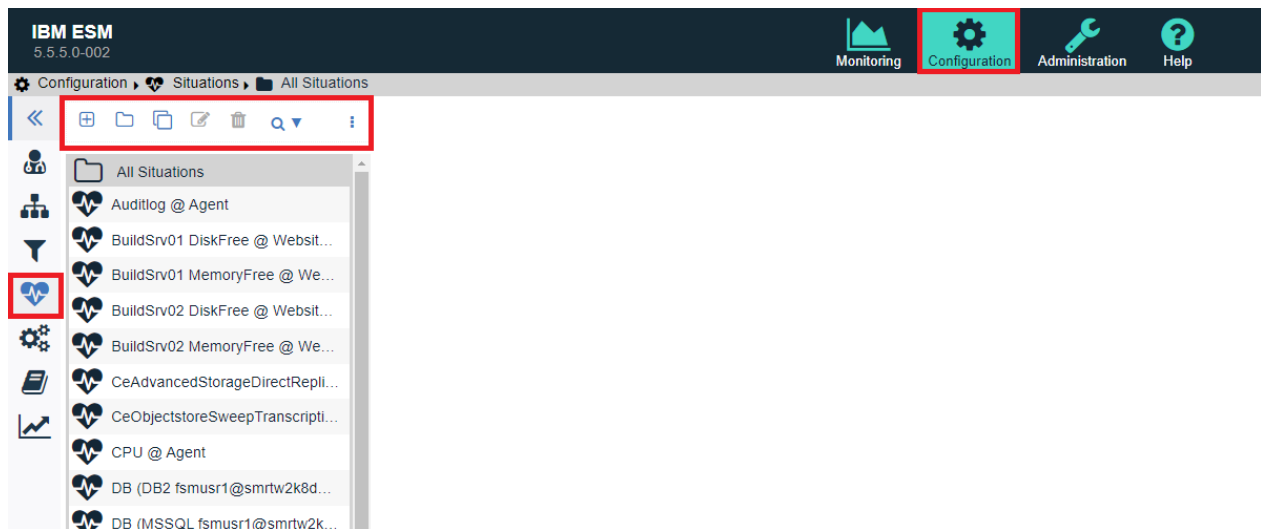 IBM ESM
5.5.5.0-002
Monitoring
Configuration
Administration
Help
Configuration Situations All Situations
All Situations
Auditlog @ Agent
BuildSrv01 DiskFree @ Websit...
BuildSrv01 MemoryFree @ We...
BuildSrv02 DiskFree @ Websit...
BuildSrv02 MemoryFree @ We...
CeAdvancedStorageDirectRepli...
CeObjectstoreSweepTranscripti...
CPU @ Agent
DB (DB2 fsmusr1@smrtw2k8d...
DB (MSSQL fsmusr1@smrtw2k...